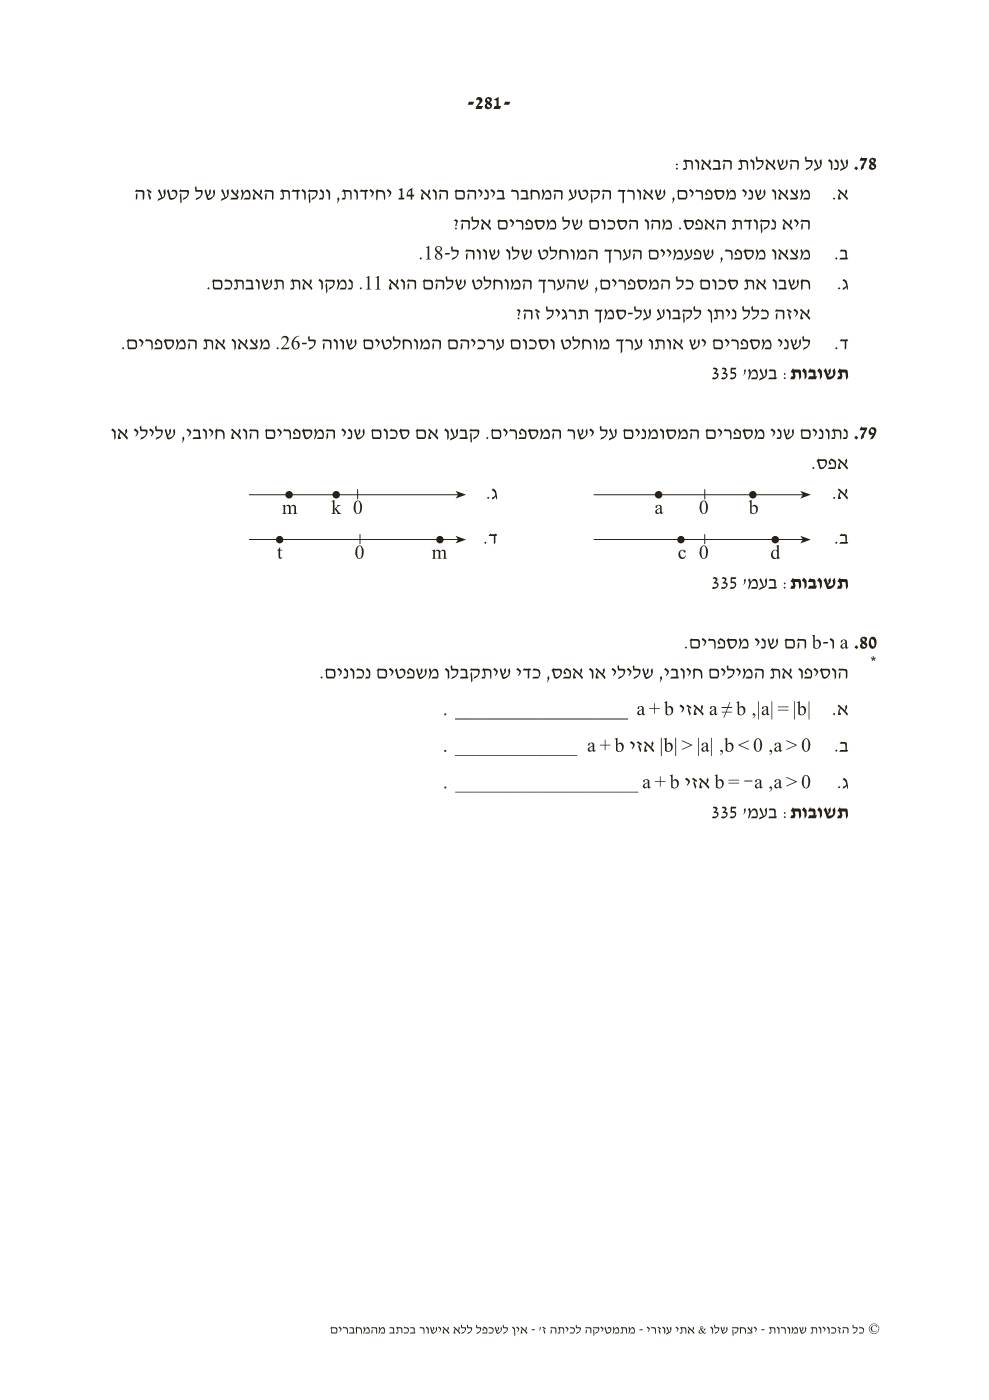 -281-
78. ענו על השאלות הבאות:
א. מצאו שני מספרים, שאורך הקטע המחבר ביניהם הוא 14 יחידות, ונקודת האמצע של קטע זה
היא נקודת האפס. מהו הסכום של מספרים אלה?
ב. מצאו מספר, שפעמיים הערך המוחלט שלו שווה ל-18.
ג. חשבו את סכום כל המספרים, שהערך המוחלט שלהם הוא 11. נמקו את תשובתכם.
איזה כלל ניתן לקבוע על-סמך תרגיל זה?
ד. לשני מספרים יש אותו ערך מוחלט וסכום ערכיהם המוחלטים שווה ל-26. מצאו את המספרים.
תשובות: בעמ' 335
79. נתונים שני מספרים המסומנים על ישר המספרים. קבעו אם סכום שני המספרים הוא חיובי, שלילי או
אפס.
א. a 0 b
ג. m k 0
ב. c 0 d
ד. t 0 m
תשובות: בעמ' 335
80. a ו-b הם שני מספרים.
* הוסיפו את המילים חיובי, שלילי או אפס, כדי שיתקבלו משפטים נכונים.
א. |a| = |b|, a ≠ b אזי a + b __________________ .
ב. a > 0, b < 0, |b| > |a| אזי a + b _____________ .
ג. a > 0, b = −a אזי a + b ___________________ .
תשובות: בעמ' 335
© כל הזכויות שמורות - יצחק שלו & אתי עוזרי - מתמטיקה לכיתה ז' - אין לשכפל ללא אישור בכתב מהמחברים